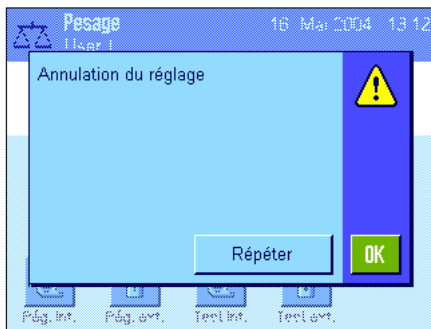 Pesage
16. Mai 2004 13:12
User 1
Annulation du réglage
Répéter
OK
Rég. int.
Rég. ext.
Test int.
Test ext.